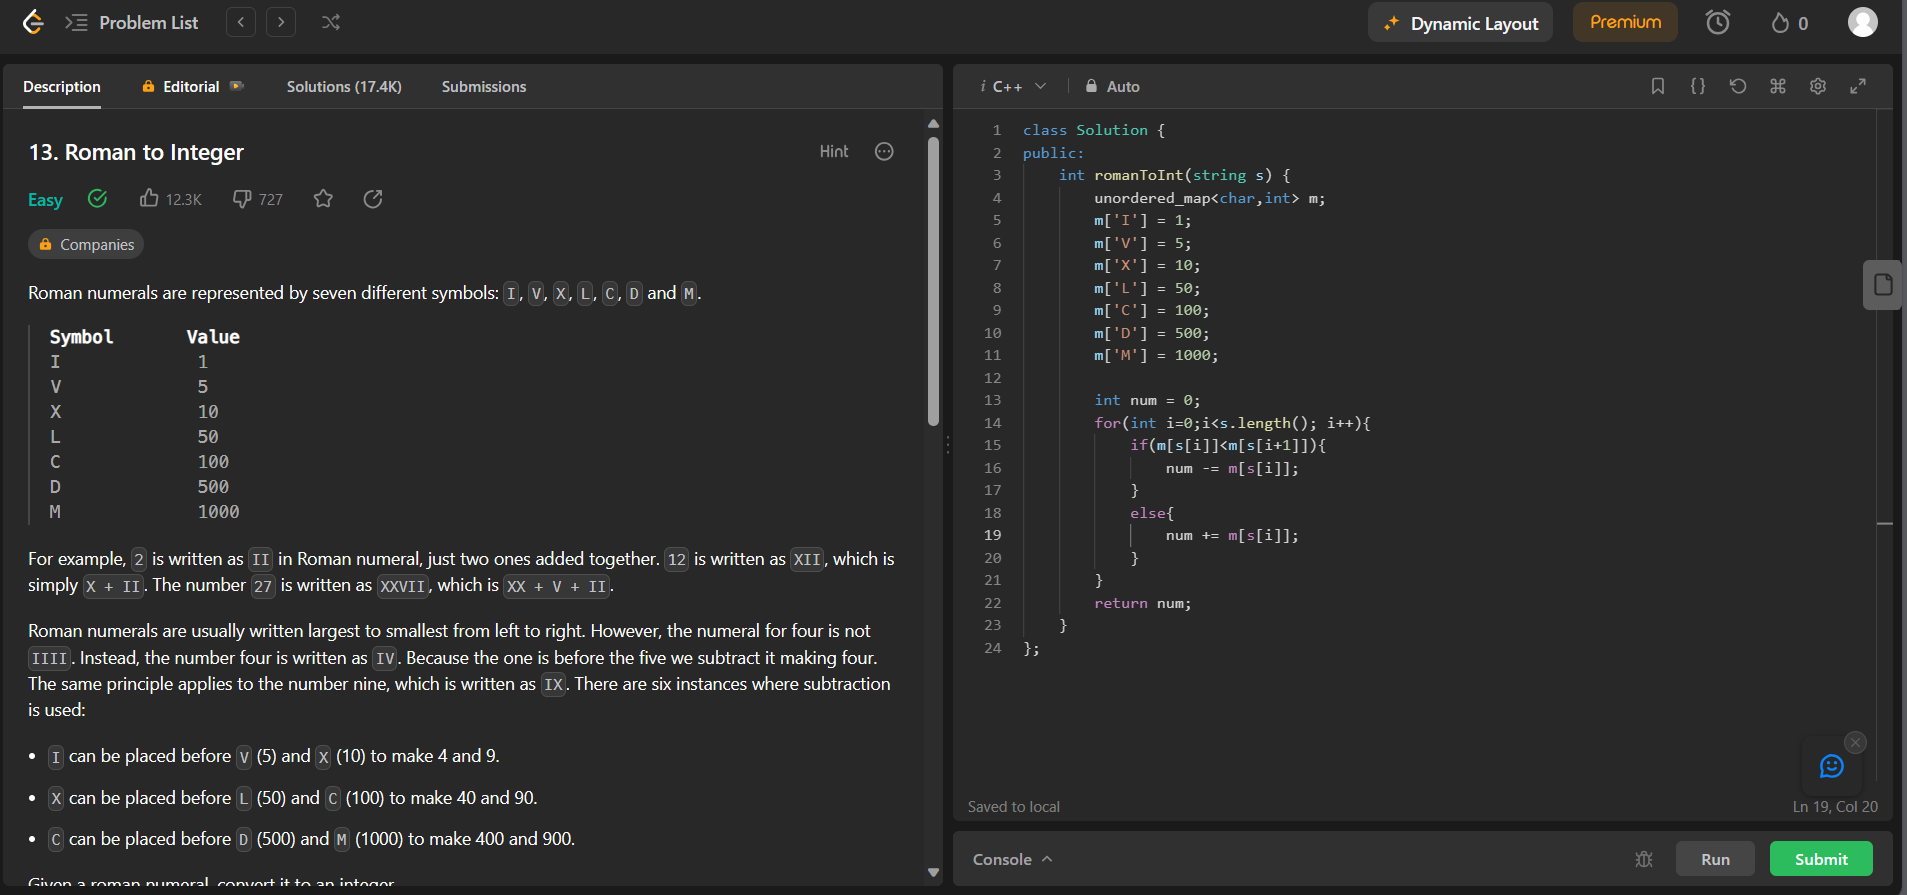 Problem List
Dynamic Layout
Premium
0
Description
Editorial
Solutions (17.4K)
Submissions
13. Roman to Integer
Hint
Easy
12.3K
727
Companies
Roman numerals are represented by seven different symbols: I, V, X, L, C, D and M.
Symbol Value
I 1
V 5
X 10
L 50
C 100
D 500
M 1000
For example, 2 is written as II in Roman numeral, just two ones added together. 12 is written as XII, which is
simply X + II. The number 27 is written as XXVII, which is XX + V + II.
Roman numerals are usually written largest to smallest from left to right. However, the numeral for four is not
IIII. Instead, the number four is written as IV. Because the one is before the five we subtract it making four.
The same principle applies to the number nine, which is written as IX. There are six instances where subtraction
is used:
• I can be placed before V (5) and X (10) to make 4 and 9.
• X can be placed before L (50) and C (100) to make 40 and 90.
• C can be placed before D (500) and M (1000) to make 400 and 900.
Given a roman numeral, convert it to an integer.
i C++
Auto
1 class Solution {
2 public:
3 int romanToInt(string s) {
4 unordered_map<char,int> m;
5 m['I'] = 1;
6 m['V'] = 5;
7 m['X'] = 10;
8 m['L'] = 50;
9 m['C'] = 100;
10 m['D'] = 500;
11 m['M'] = 1000;
12
13 int num = 0;
14 for(int i=0;i<s.length(); i++){
15 if(m[s[i]]<m[s[i+1]]){
16 num -= m[s[i]];
17 }
18 else{
19 num += m[s[i]];
20 }
21 }
22 return num;
23 }
24 };
Saved to local
Ln 19, Col 20
Console
Run
Submit